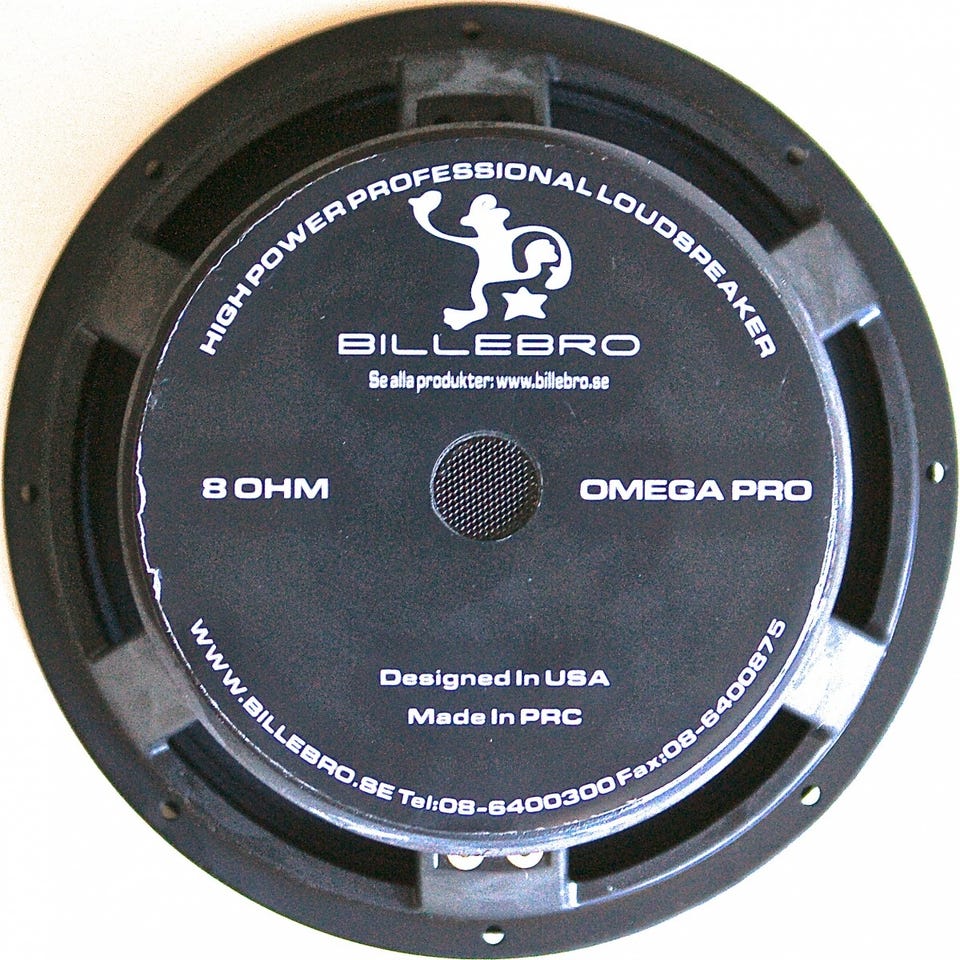 HIGH POWER PROFESSIONAL LOUDSPEAKER
BILLEBRO
Se alla produkter: www.billebro.se
8 OHM
OMEGA PRO
Designed In USA
Made In PRC
WWW.BILLEBRO.SE Tel:08-6400300 Fax:08-6400875